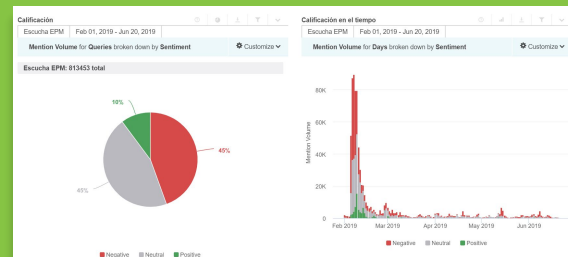 Calificación
Escucha EPM Feb 01, 2019 - Jun 20, 2019
Mention Volume for Queries broken down by Sentiment Customize
Escucha EPM: 813453 total
10%
45%
45%
Negative Neutral Positive
Calificación en el tiempo
Escucha EPM Feb 01, 2019 - Jun 20, 2019
Mention Volume for Days broken down by Sentiment Customize
Mention Volume
80K
60K
40K
20K
0
Feb 2019 Mar 2019 Apr 2019 May 2019 Jun 2019
Negative Neutral Positive